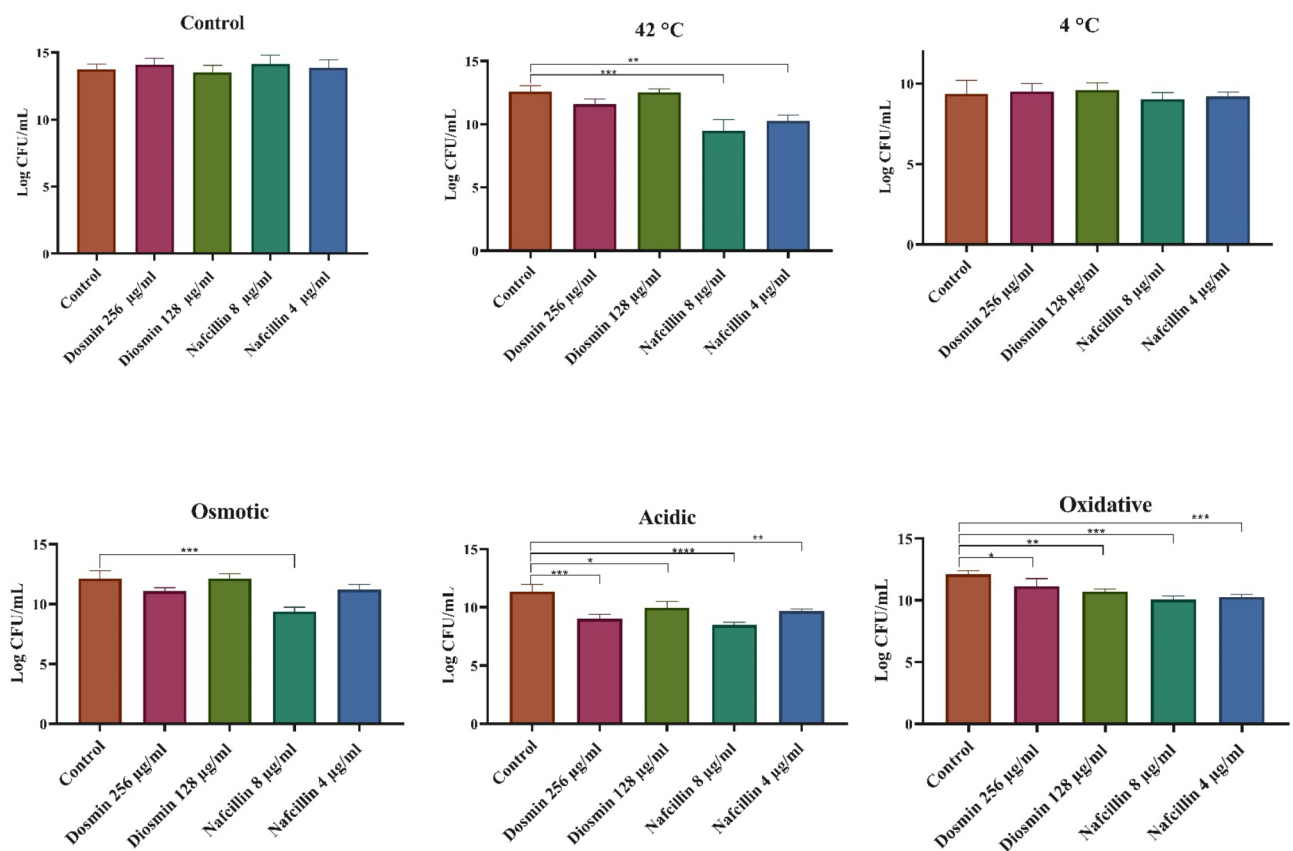 Control
Log CFU/mL
15
10
5
0
Control
Dosmin 256 µg/ml
Diosmin 128 µg/ml
Nafcillin 8 µg/ml
Nafcillin 4 µg/ml
42 °C
Log CFU/mL
15
10
5
0
**
***
Control
Dosmin 256 µg/ml
Diosmin 128 µg/ml
Nafcillin 8 µg/ml
Nafcillin 4 µg/ml
4 °C
Log CFU/mL
10
5
0
Control
Dosmin 256 µg/ml
Diosmin 128 µg/ml
Nafcillin 8 µg/ml
Nafcillin 4 µg/ml
Osmotic
Log CFU/mL
15
10
5
0
***
Control
Dosmin 256 µg/ml
Diosmin 128 µg/ml
Nafcillin 8 µg/ml
Nafcillin 4 µg/ml
Acidic
Log CFU/mL
15
10
5
0
**
****
*
***
Control
Dosmin 256 µg/ml
Diosmin 128 µg/ml
Nafcillin 8 µg/ml
Nafcillin 4 µg/ml
Oxidative
Log CFU/mL
15
10
5
0
***
***
**
*
Control
Dosmin 256 µg/ml
Diosmin 128 µg/ml
Nafcillin 8 µg/ml
Nafcillin 4 µg/ml